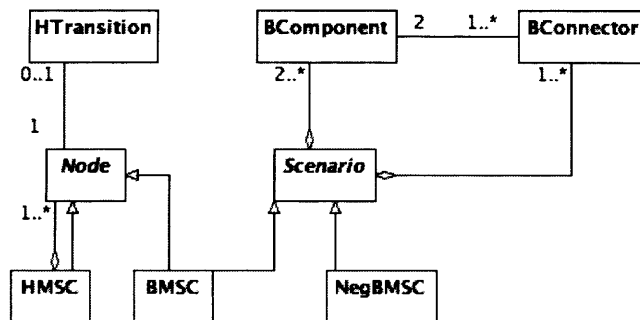 HTransition
BComponent
2
1..*
BConnector
0..1
2..*
1..*
1
Node
Scenario
1..*
HMSC
BMSC
NegBMSC